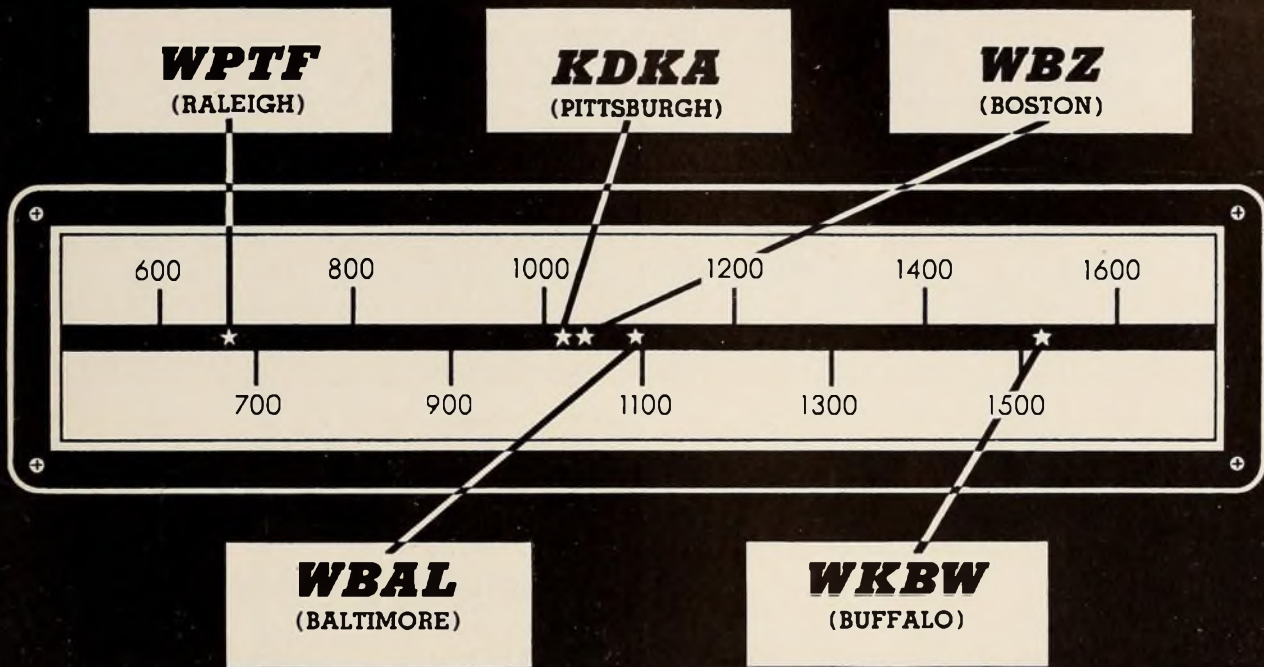 WPTF
(RALEIGH)
KDKA
(PITTSBURGH)
WBZ
(BOSTON)
600 800 1000 1200 1400 1600
700 900 1100 1300 1500
WBAL
(BALTIMORE)
WKBW
(BUFFALO)